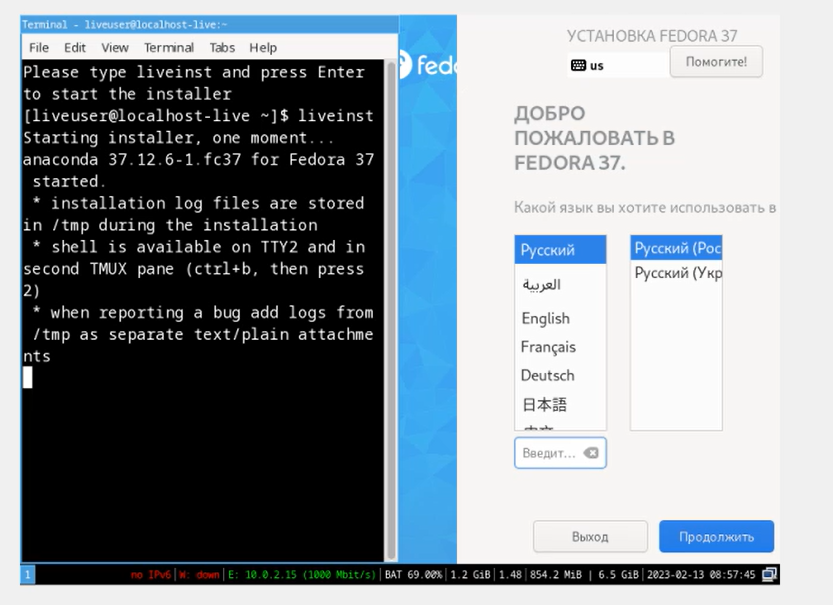 Terminal - liveuser@localhost-live:~
File Edit View Terminal Tabs Help
Please type liveinst and press Enter
to start the installer
[liveuser@localhost-live ~]$ liveinst
Starting installer, one moment...
anaconda 37.12.6-1.fc37 for Fedora 37
started.
* installation log files are stored
in /tmp during the installation
* shell is available on TTY2 and in
second TMUX pane (ctrl+b, then press
2)
* when reporting a bug add logs from
/tmp as separate text/plain attachme
nts
fedo
УСТАНОВКА FEDORA 37
us
Помогите!
ДОБРО
ПОЖАЛОВАТЬ В
FEDORA 37.
Какой язык вы хотите использовать в
Русский
العربية
English
Français
Deutsch
日本語
中文
Русский (Рос
Русский (Укр
Введит...
Выход
Продолжить
1
no IPv6|W: down|E: 10.0.2.15 (1000 Mbit/s)|BAT 69.00%|1.2 GiB|1.48|854.2 MiB | 6.5 GiB|2023-02-13 08:57:45